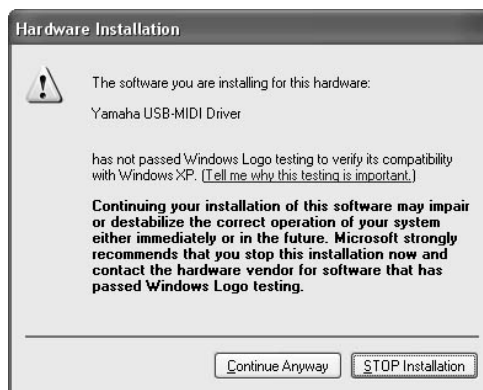 Hardware Installation
The software you are installing for this hardware:
Yamaha USB-MIDI Driver
has not passed Windows Logo testing to verify its compatibility
with Windows XP. (Tell me why this testing is important.)
Continuing your installation of this software may impair
or destabilize the correct operation of your system
either immediately or in the future. Microsoft strongly
recommends that you stop this installation now and
contact the hardware vendor for software that has
passed Windows Logo testing.
Continue Anyway STOP Installation